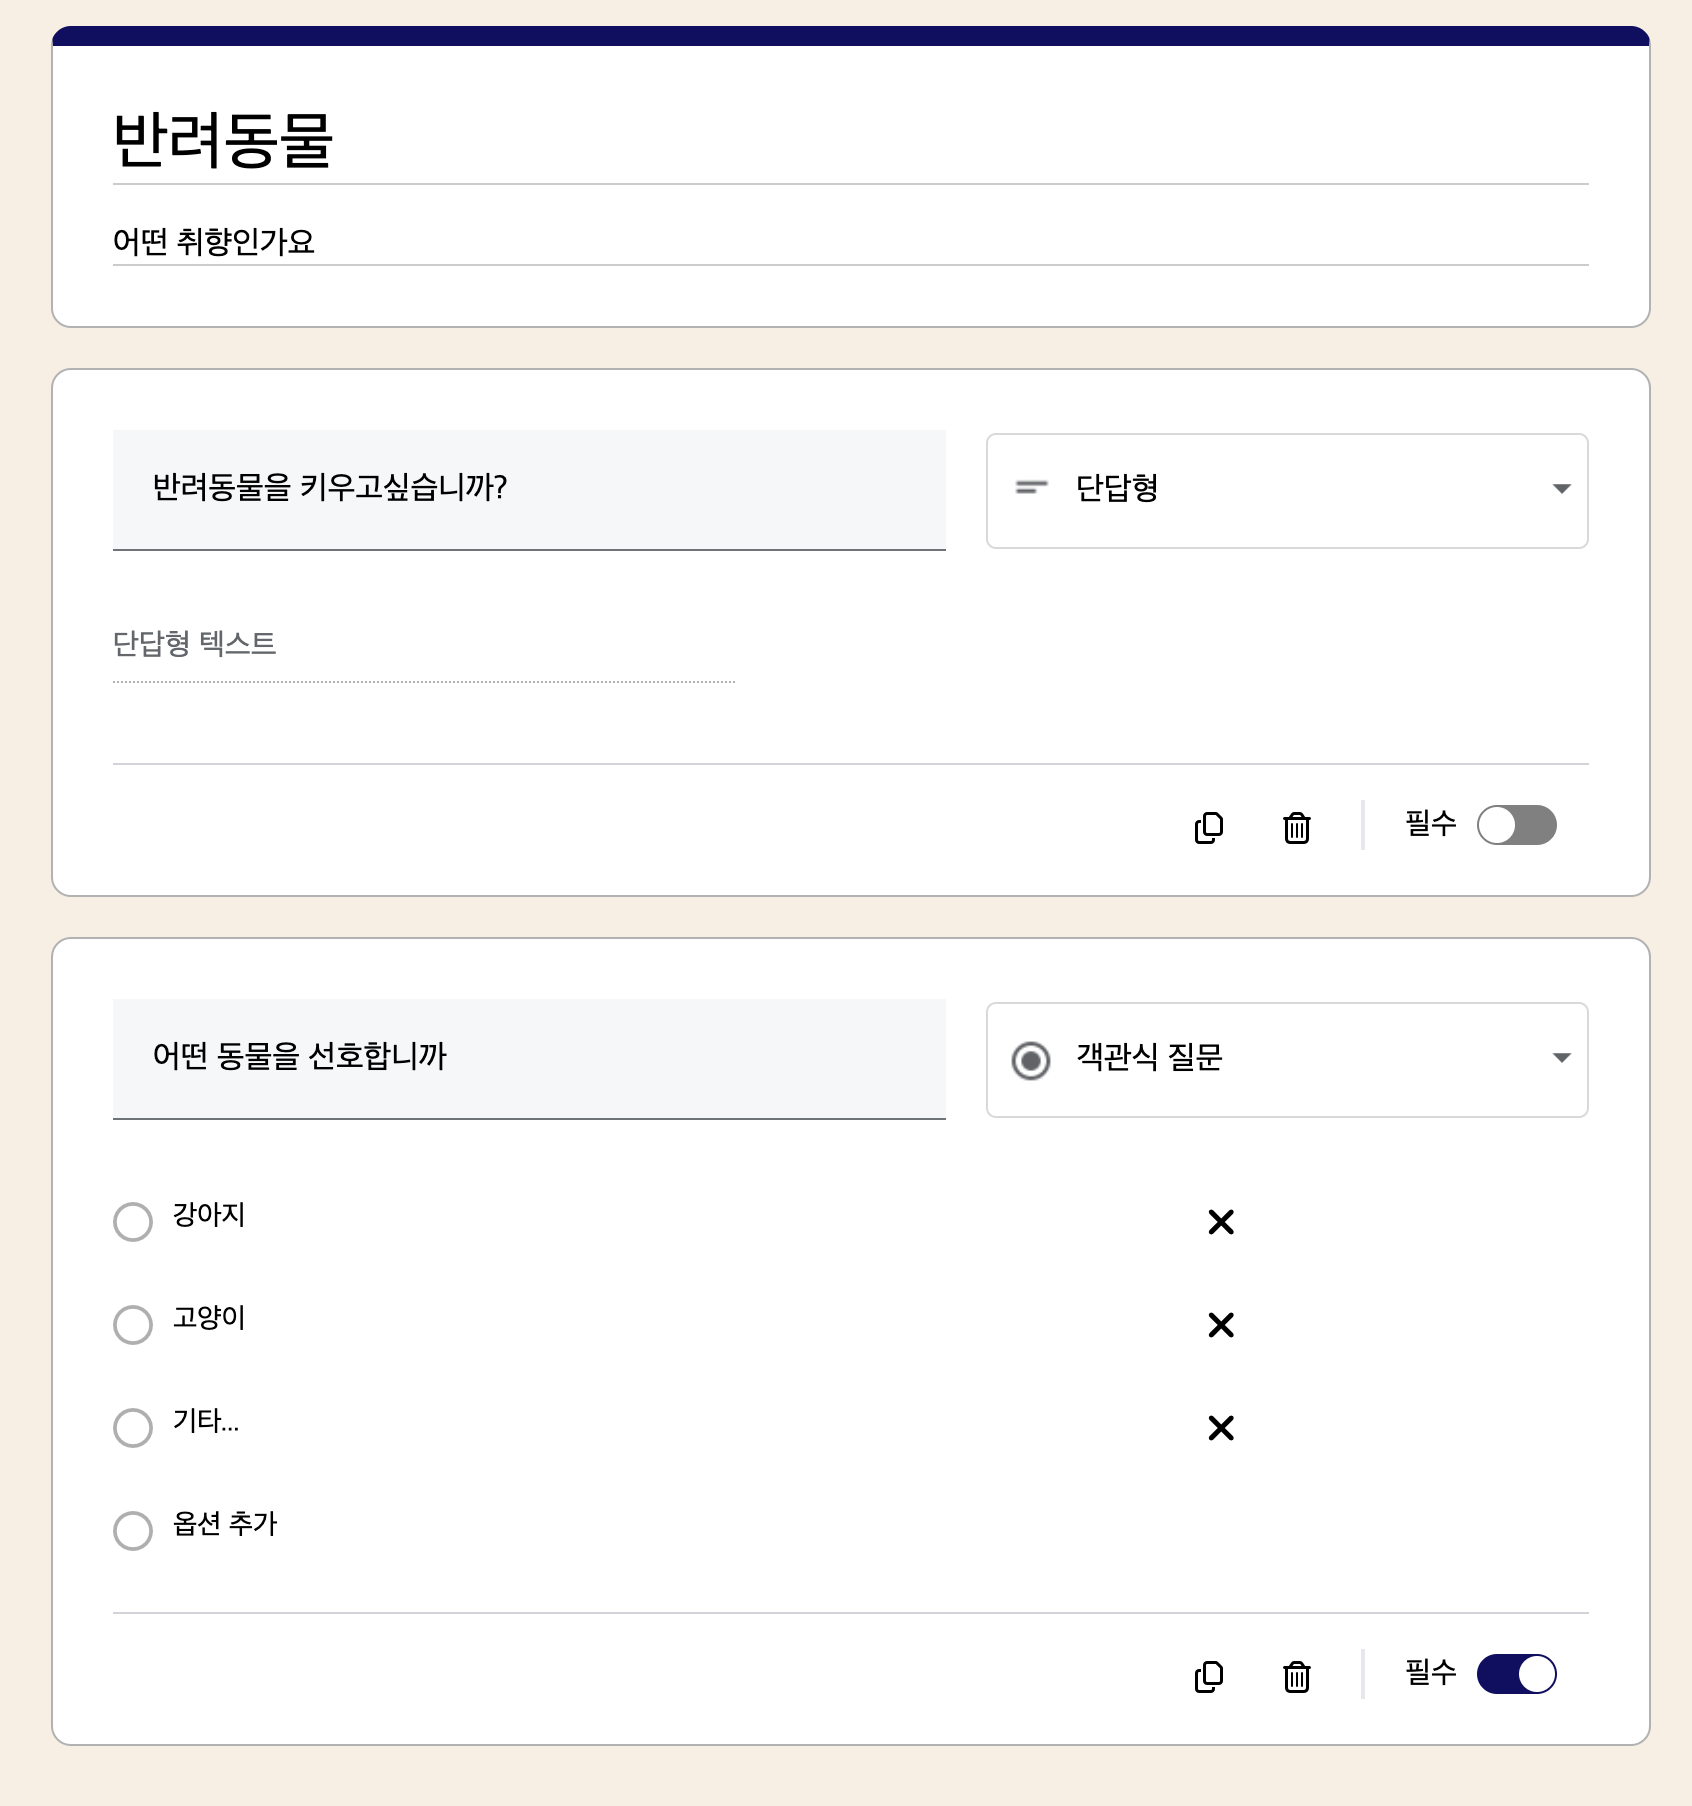 반려동물
어떤 취향인가요
반려동물을 키우고싶습니까?
단답형
단답형 텍스트
필수
어떤 동물을 선호합니까
객관식 질문
강아지
고양이
기타...
옵션 추가
필수